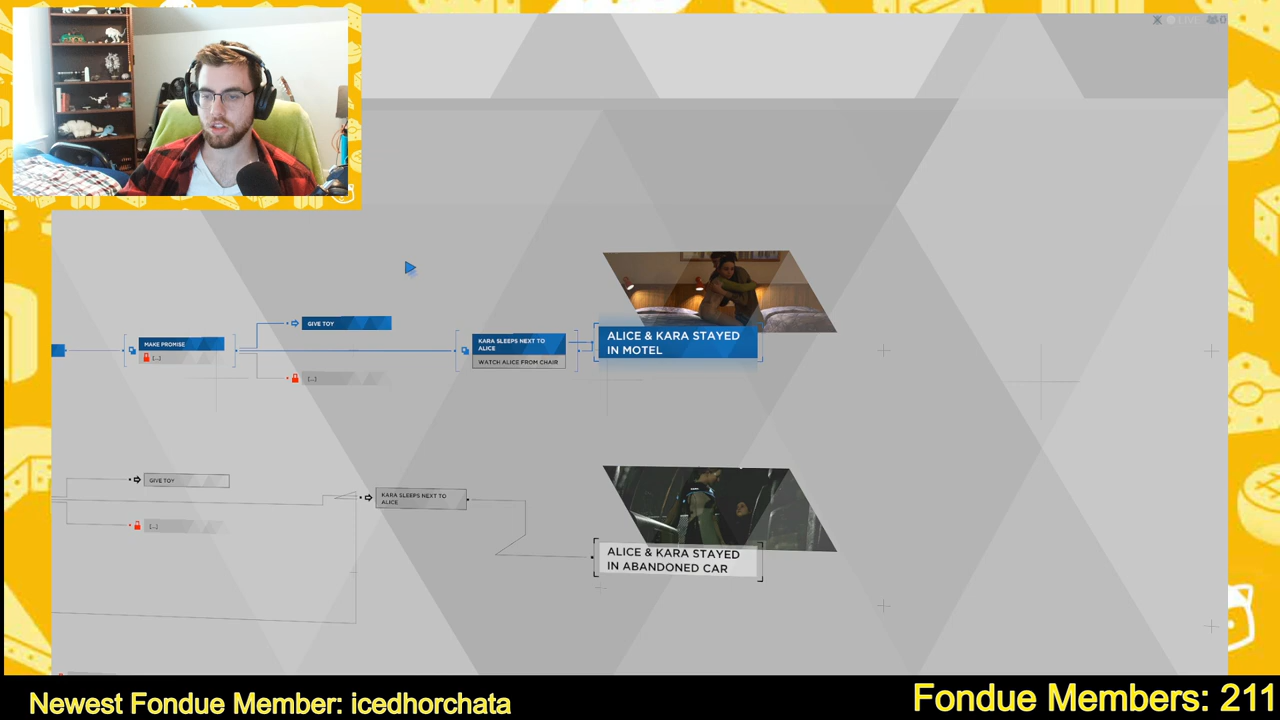 LIVE 0
GIVE TOY
MAKE PROMISE
[...]
[...]
KARA SLEEPS NEXT TO
ALICE
WATCH ALICE FROM CHAIR
ALICE & KARA STAYED
IN MOTEL
GIVE TOY
[...]
KARA SLEEPS NEXT TO
ALICE
ALICE & KARA STAYED
IN ABANDONED CAR
Newest Fondue Member: icedhorchata
Fondue Members: 211